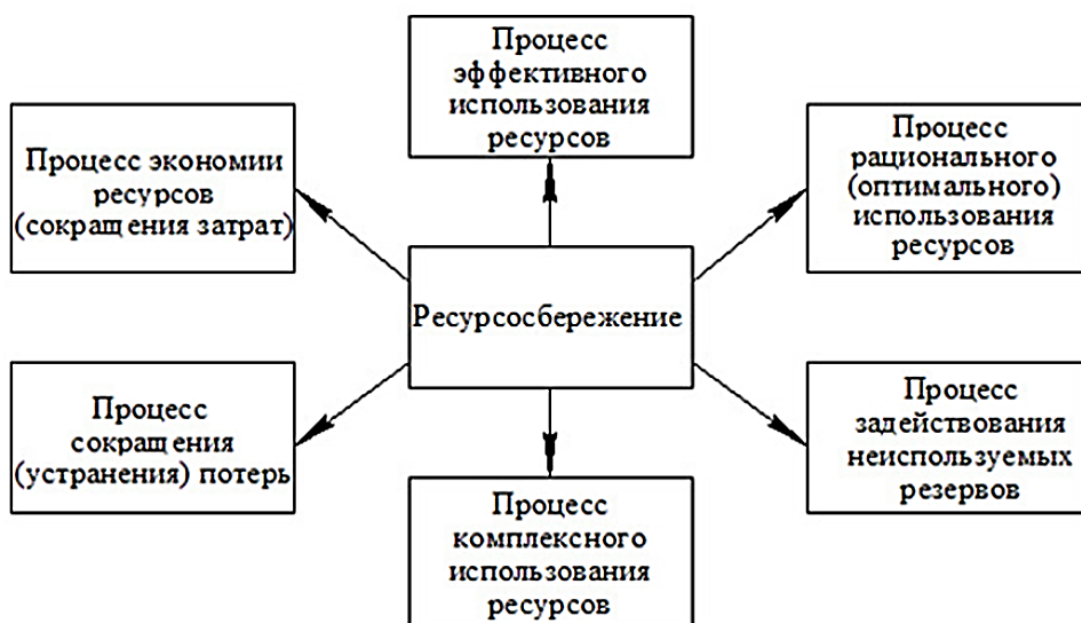 Процесс
эффективного
использования
ресурсов
Процесс экономии
ресурсов
(сокращения затрат)
Процесс
рационального
(оптимального)
использования
ресурсов
Ресурсосбережение
Процесс
сокращения
(устранения) потерь
Процесс
задействования
неиспользуемых
резервов
Процесс
комплексного
использования
ресурсов